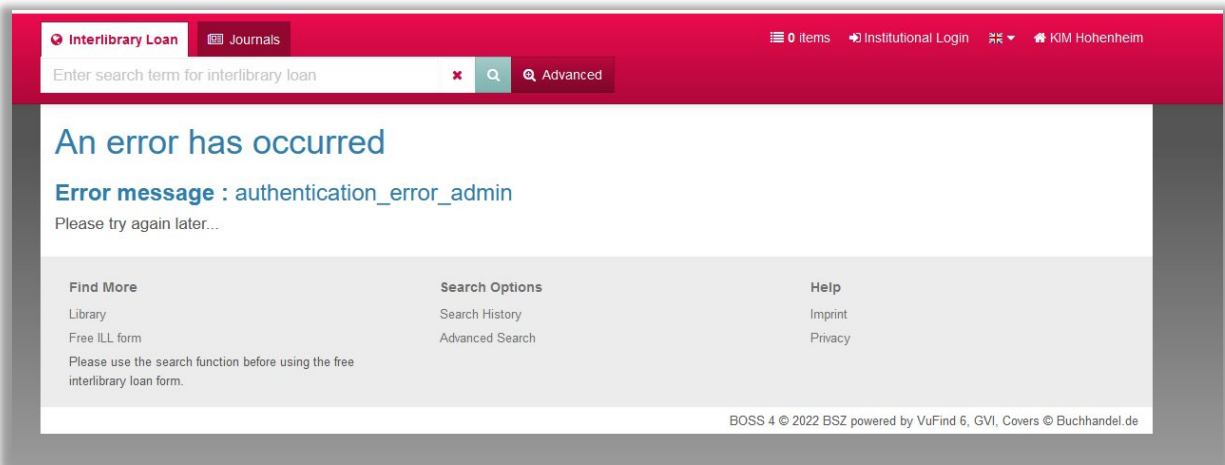 Interlibrary Loan Journals 0 items Institutional Login KIM Hohenheim
Enter search term for interlibrary loan Advanced
An error has occurred
Error message : authentication_error_admin
Please try again later...
Find More Search Options Help
Library Search History Imprint
Free ILL form Advanced Search Privacy
Please use the search function before using the free
interlibrary loan form.
BOSS 4 © 2022 BSZ powered by VuFind 6, GVI, Covers © Buchhandel.de